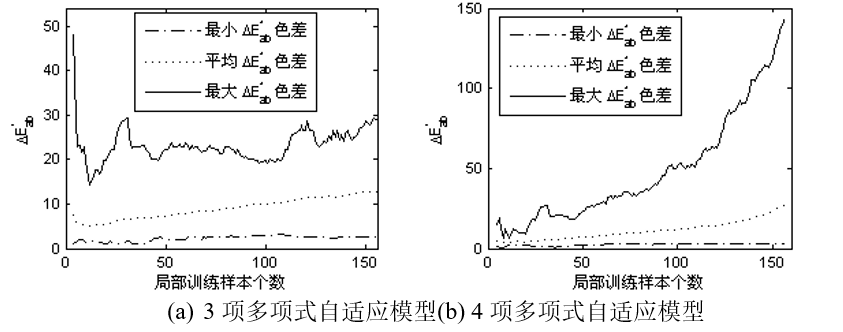 50
40
30
20
10
0
ΔE*ab
最小 ΔE*ab 色差
平均 ΔE*ab 色差
最大 ΔE*ab 色差
0 50 100 150
局部训练样本个数
150
100
50
0
ΔE*ab
最小 ΔE*ab 色差
平均 ΔE*ab 色差
最大 ΔE*ab 色差
0 50 100 150
局部训练样本个数
(a) 3 项多项式自适应模型(b) 4 项多项式自适应模型